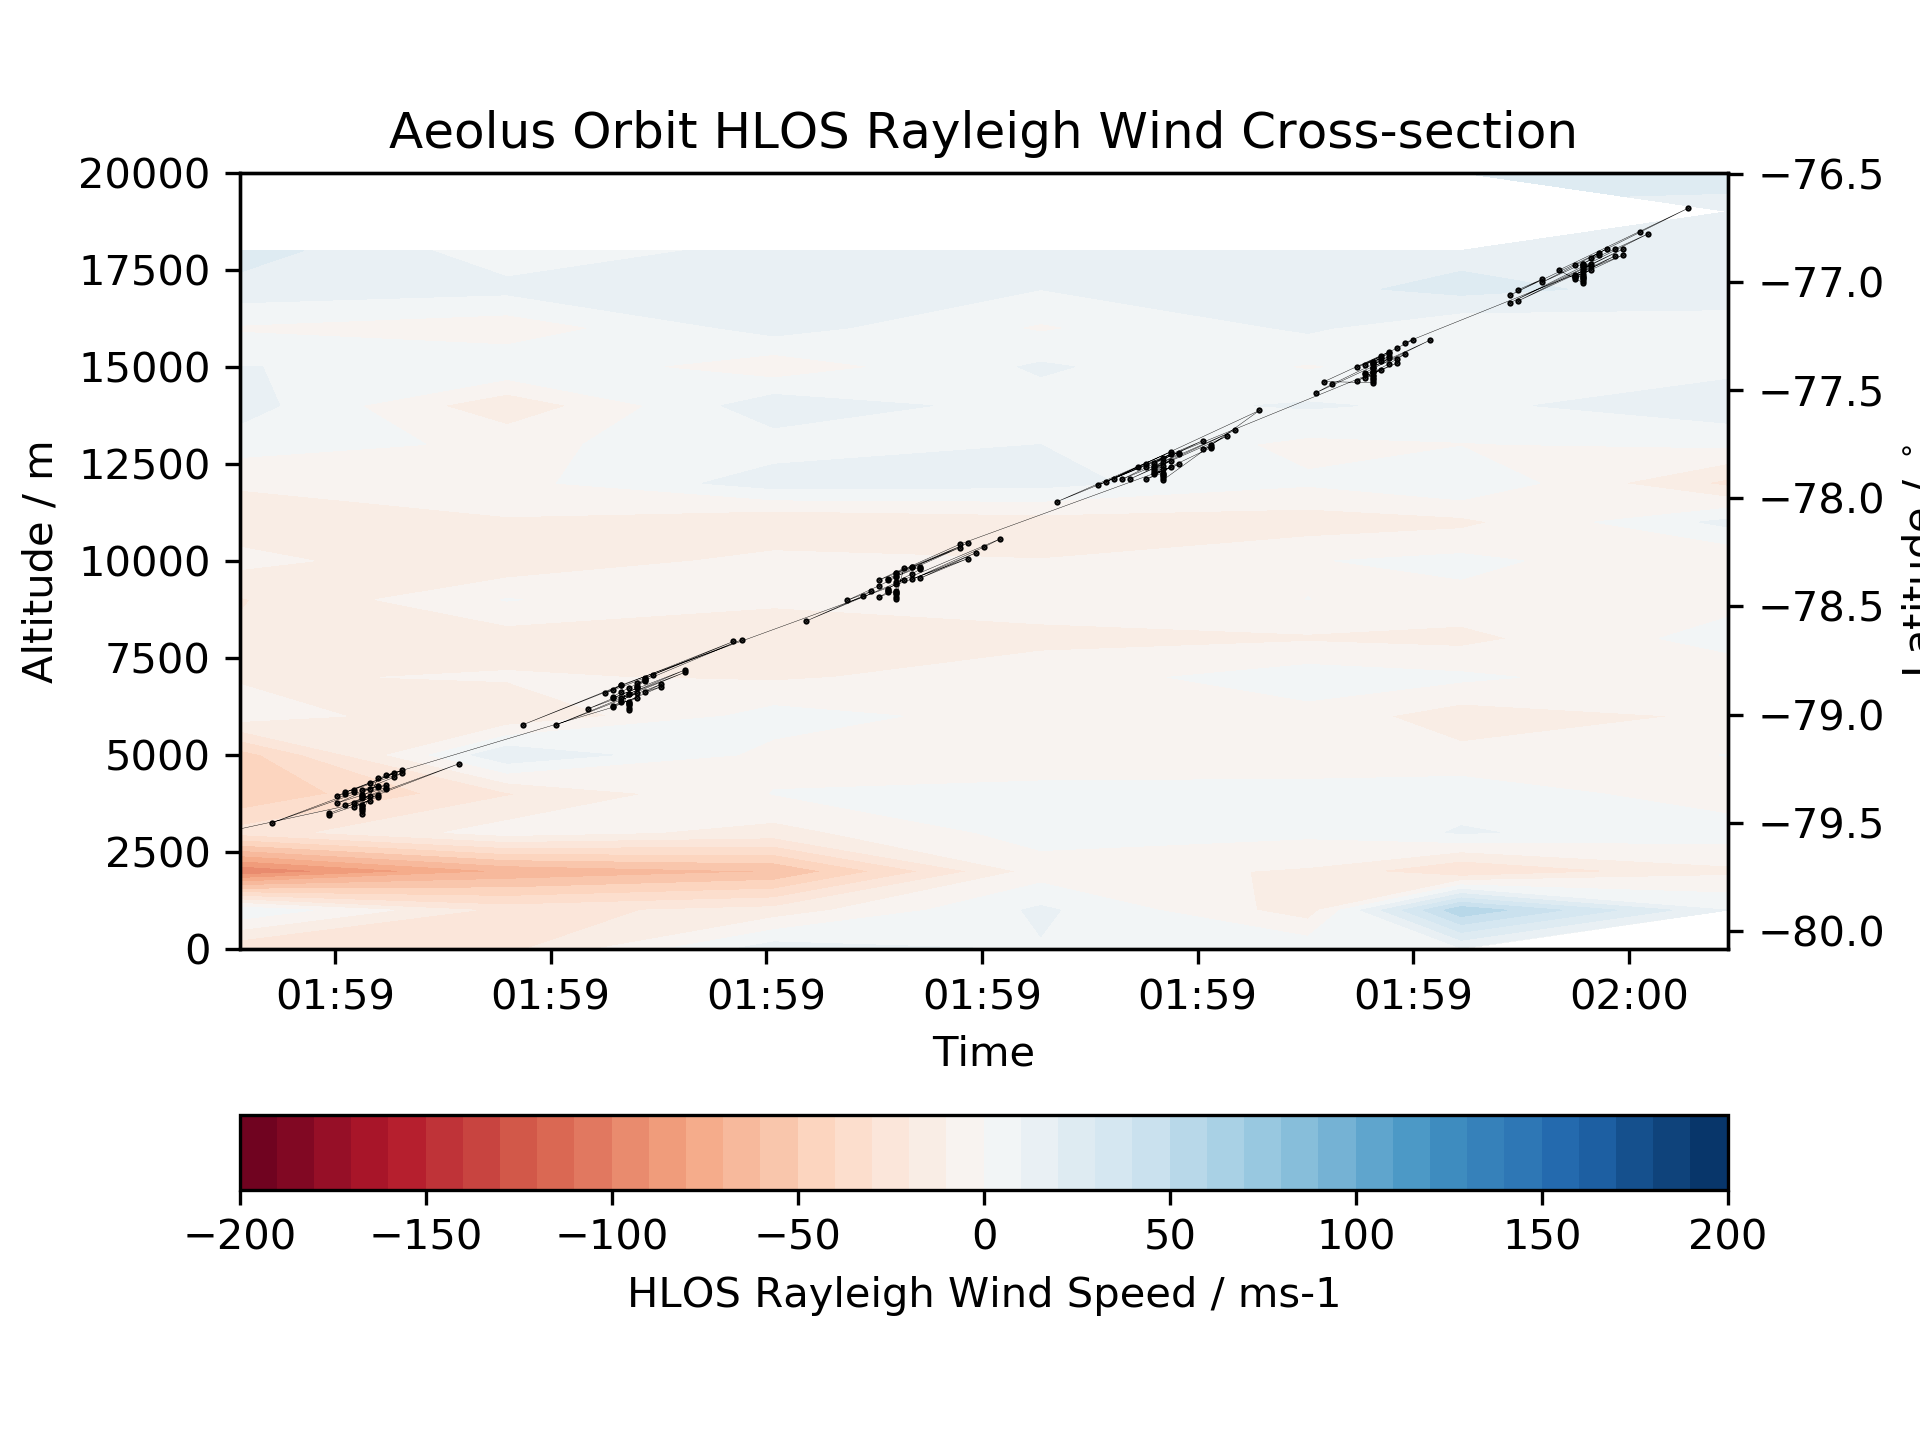 Aeolus Orbit HLOS Rayleigh Wind Cross-section
20000
17500
15000
12500
10000
7500
5000
2500
0
Altitude / m
−76.5
−77.0
−77.5
−78.0
−78.5
−79.0
−79.5
−80.0
Latitude / °
01:59 01:59 01:59 01:59 01:59 01:59 02:00
Time
−200 −150 −100 −50 0 50 100 150 200
HLOS Rayleigh Wind Speed / ms-1